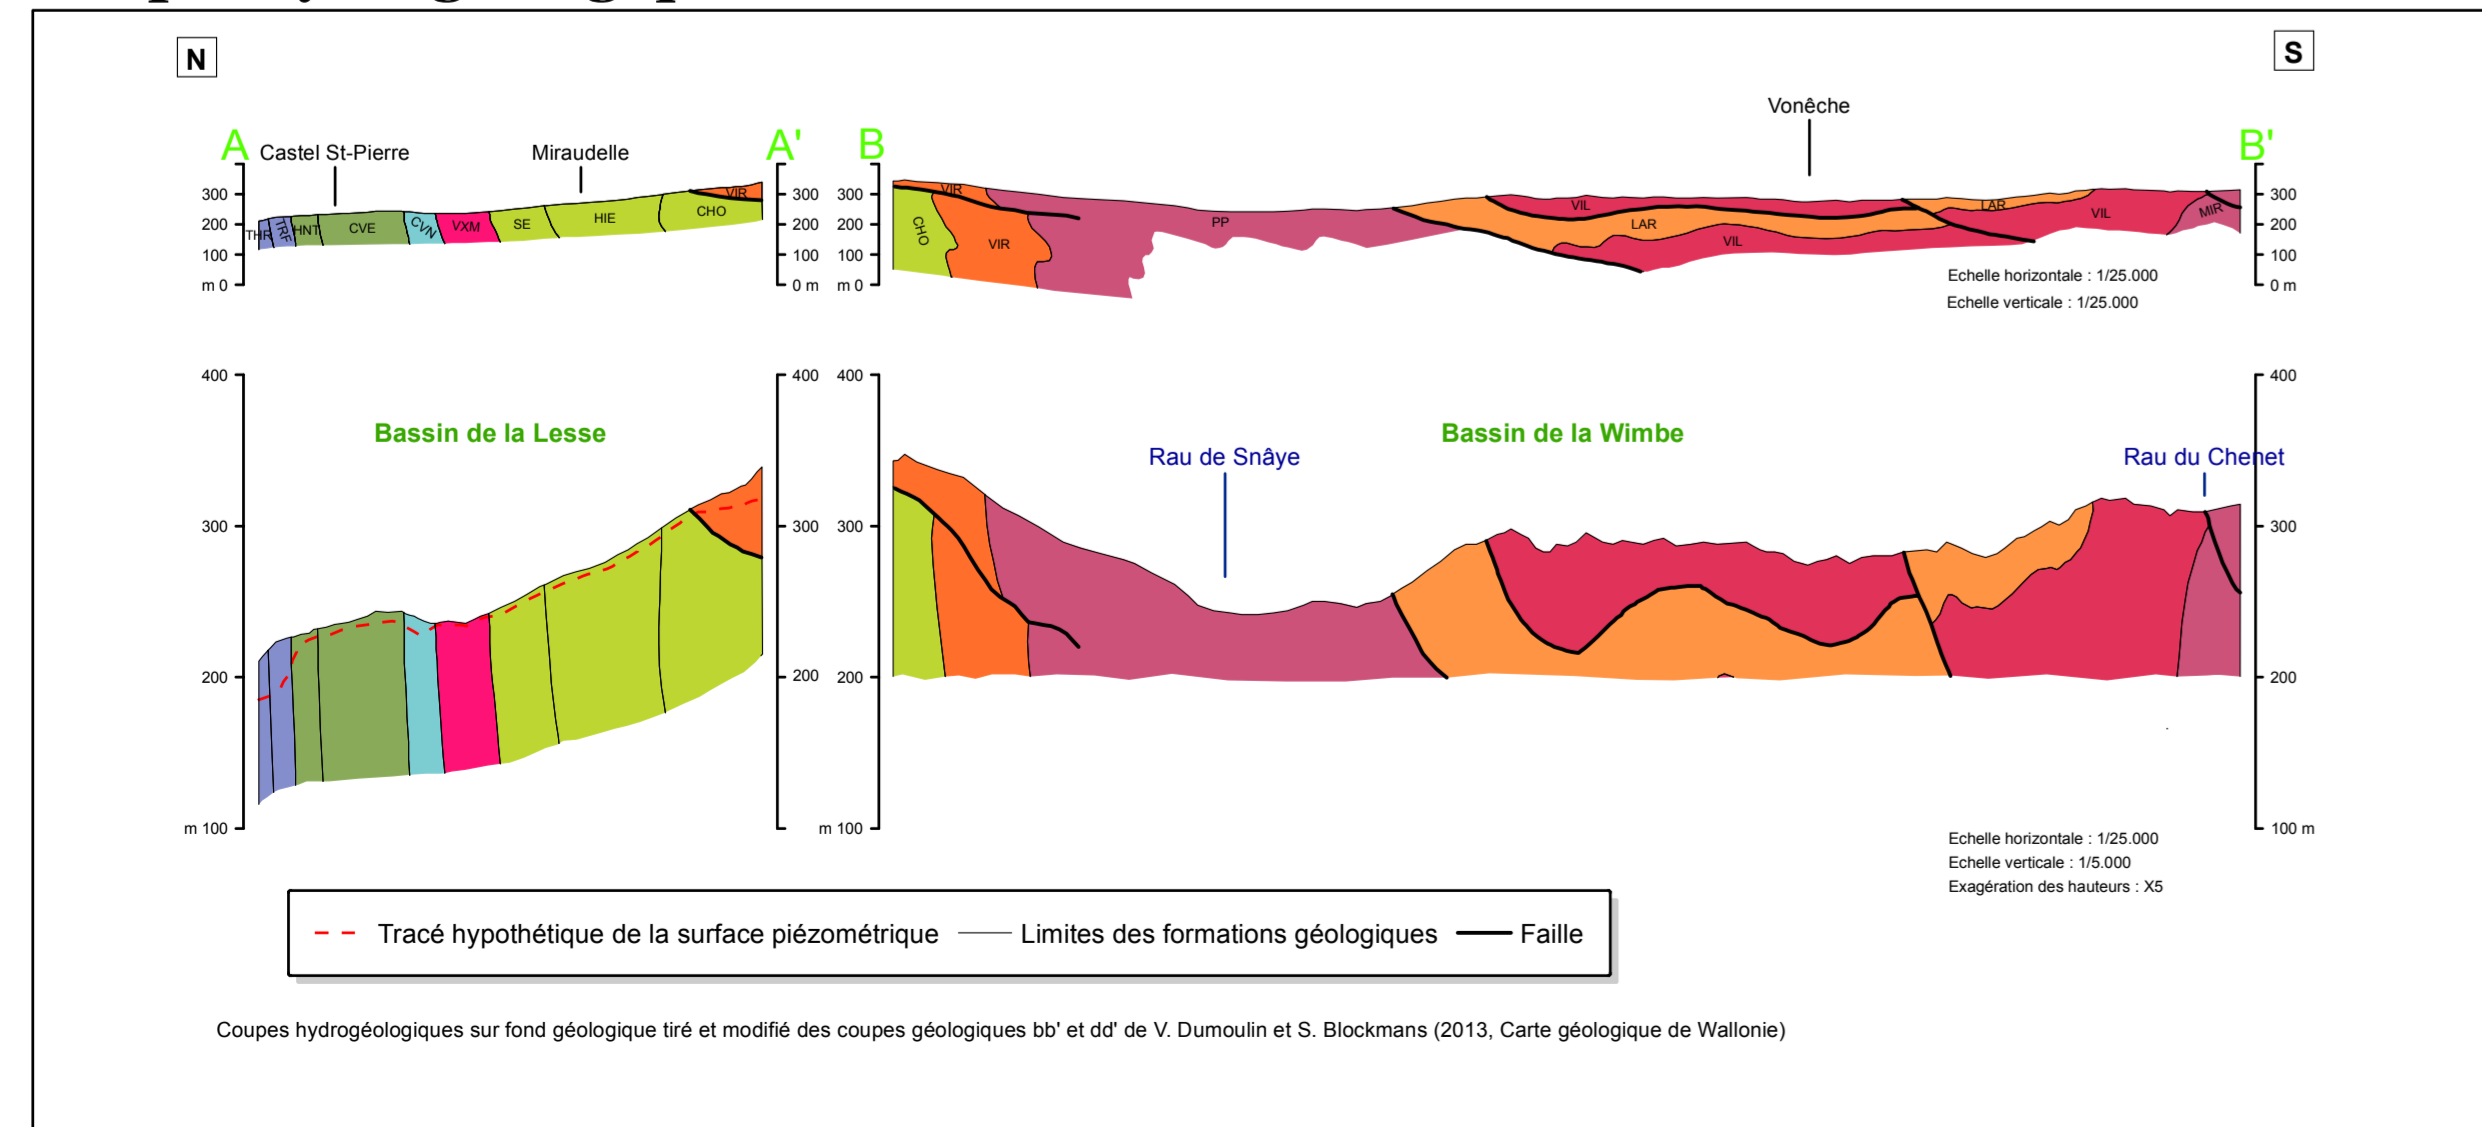 N
S
Vonêche
A
Castel St-Pierre
Miraudelle
A'
B
B'
300
200
100
m 0
THR
TRF
HNT
CVE
CVN
VXM
SE
HIE
CHO
VIR
300
200
100
0 m
300
200
100
m 0
CHO
VIR
VIR
PP
VIL
LAR
VIL
LAR
VIL
MIR
300
200
100
0 m
Echelle horizontale : 1/25.000
Echelle verticale : 1/25.000
400
300
200
m 100
Bassin de la Lesse
400
300
200
400
300
200
m 100
Rau de Snâye
Bassin de la Wimbe
Rau du Chenet
400
300
200
100 m
Echelle horizontale : 1/25.000
Echelle verticale : 1/5.000
Exagération des hauteurs : X5
Tracé hypothétique de la surface piézométrique
Limites des formations géologiques
Faille
Coupes hydrogéologiques sur fond géologique tiré et modifié des coupes géologiques bb' et dd' de V. Dumoulin et S. Blockmans (2013, Carte géologique de Wallonie)